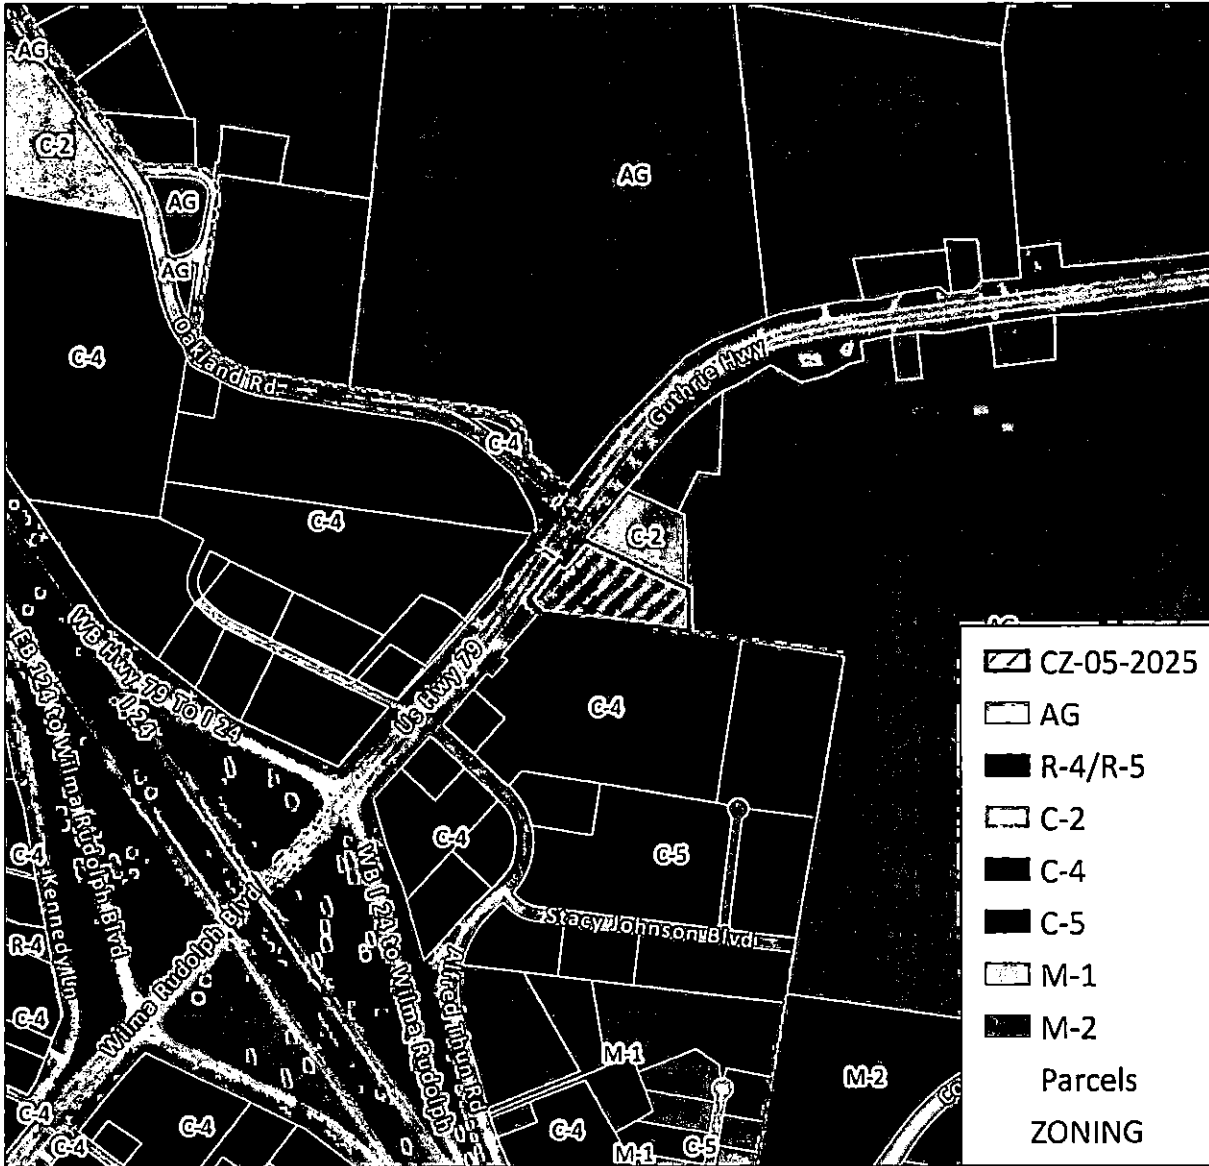 AG
C-2
AG
AG
AG
C-4
Oakland Rd
Guthrie Hwy
C-4
C-4
C-2
WB Hwy 79 To I 24
I 24
EB I 24 to Wilma Rudolph Blvd
Us Hwy 79
C-4
C-4
C-5
C-4
Kennedy Ln
R-4
C-4
Wilma Rudolph Blvd
WB I 24 to Wilma Rudolph
Stacy Johnson Blvd
Alfred Thun Rd
M-1
M-2
C-4
C-4
C-4
C-4
M-1
C-5
CZ-05-2025
AG
R-4/R-5
C-2
C-4
C-5
M-1
M-2
Parcels
ZONING